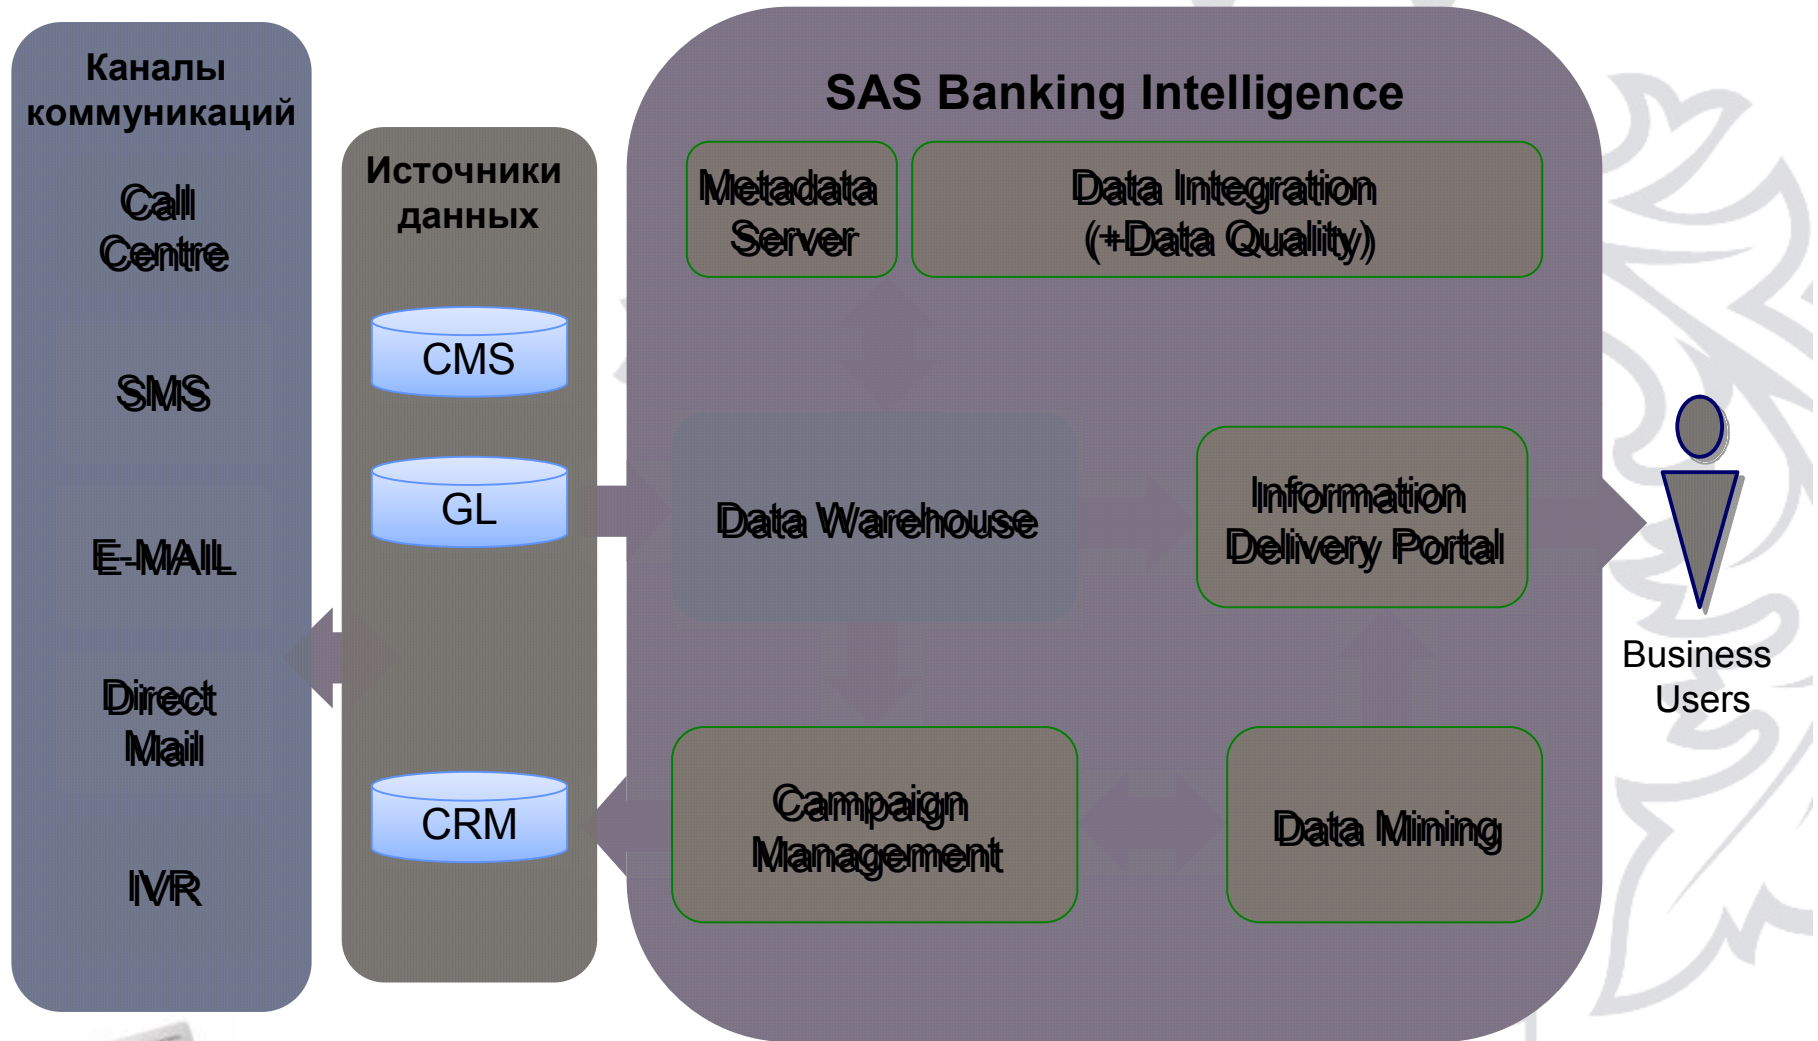 Каналы
коммуникаций
Call
Centre
SMS
E-MAIL
Direct
Mail
IVR
Источники
данных
CMS
GL
CRM
SAS Banking Intelligence
Metadata
Server
Data Integration
(+Data Quality)
Data Warehouse
Information
Delivery Portal
Campaign
Management
Data Mining
Business
Users